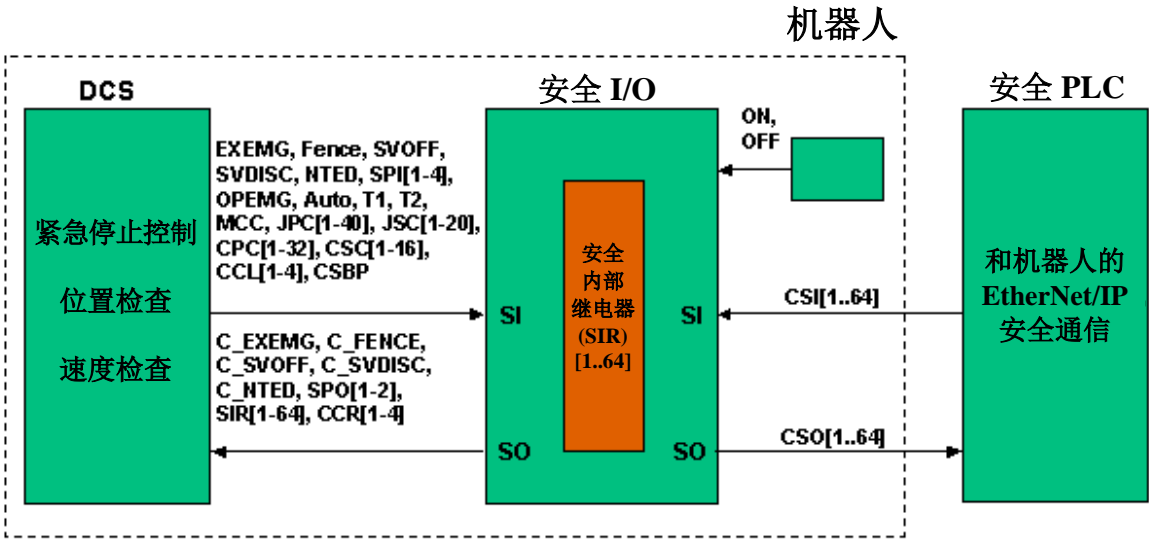 机器人
DCS
安全 I/O
安全 PLC
紧急停止控制
位置检查
速度检查
EXEMG, Fence, SVOFF,
SVDISC, NTED, SPI[1-4],
OPEMG, Auto, T1, T2,
MCC, JPC[1-40], JSC[1-20],
CPC[1-32], CSC[1-16],
CCL[1-4], CSBP
C_EXEMG, C_FENCE,
C_SVOFF, C_SVDISC,
C_NTED, SPO[1-2],
SIR[1-64], CCR[1-4]
SI
SO
安全
内部
继电器
(SIR)
[1..64]
SI
SO
ON,
OFF
CSI[1..64]
CSO[1..64]
和机器人的
EtherNet/IP
安全通信